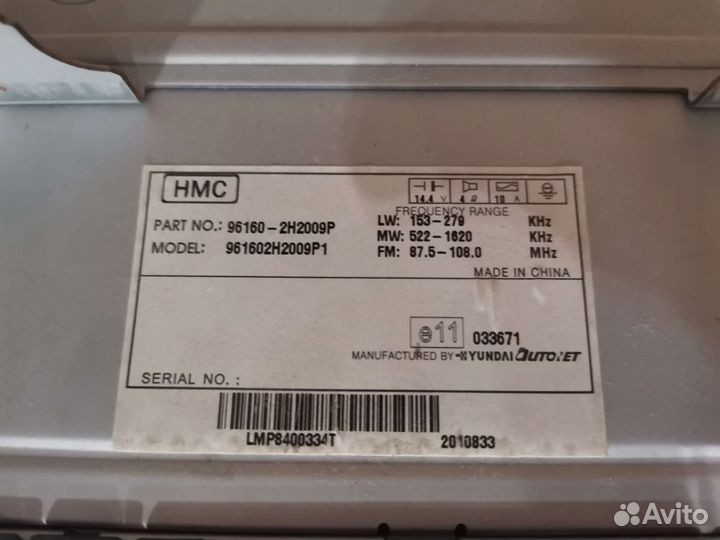 HMC
14.4 V 4 Ω 10 A
FREQUENCY RANGE
PART NO.: 96160-2H2009P
LW: 153-279 KHz
MODEL: 961602H2009P1
MW: 522-1620 KHz
FM: 87.5-108.0 MHz
MADE IN CHINA
e11 033671
MANUFACTURED BY HYUNDAI AUTONET
SERIAL NO. :
LMP8400334T 2010833
Avito